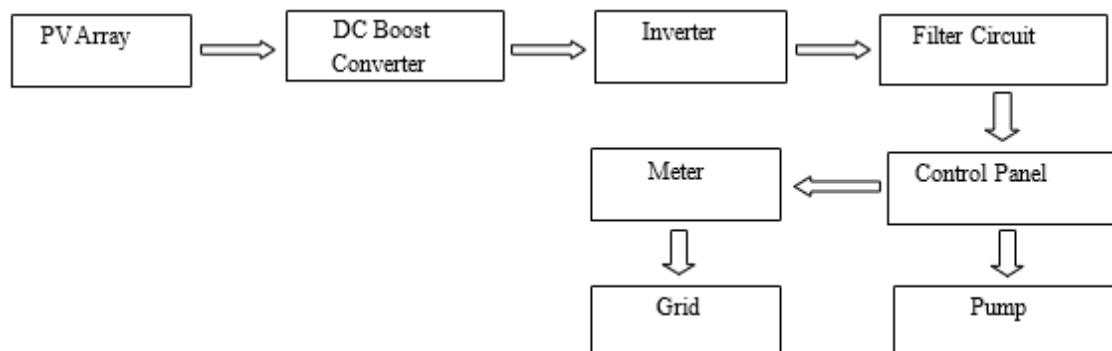 PV Array
DC Boost
Converter
Inverter
Filter Circuit
Meter
Control Panel
Grid
Pump